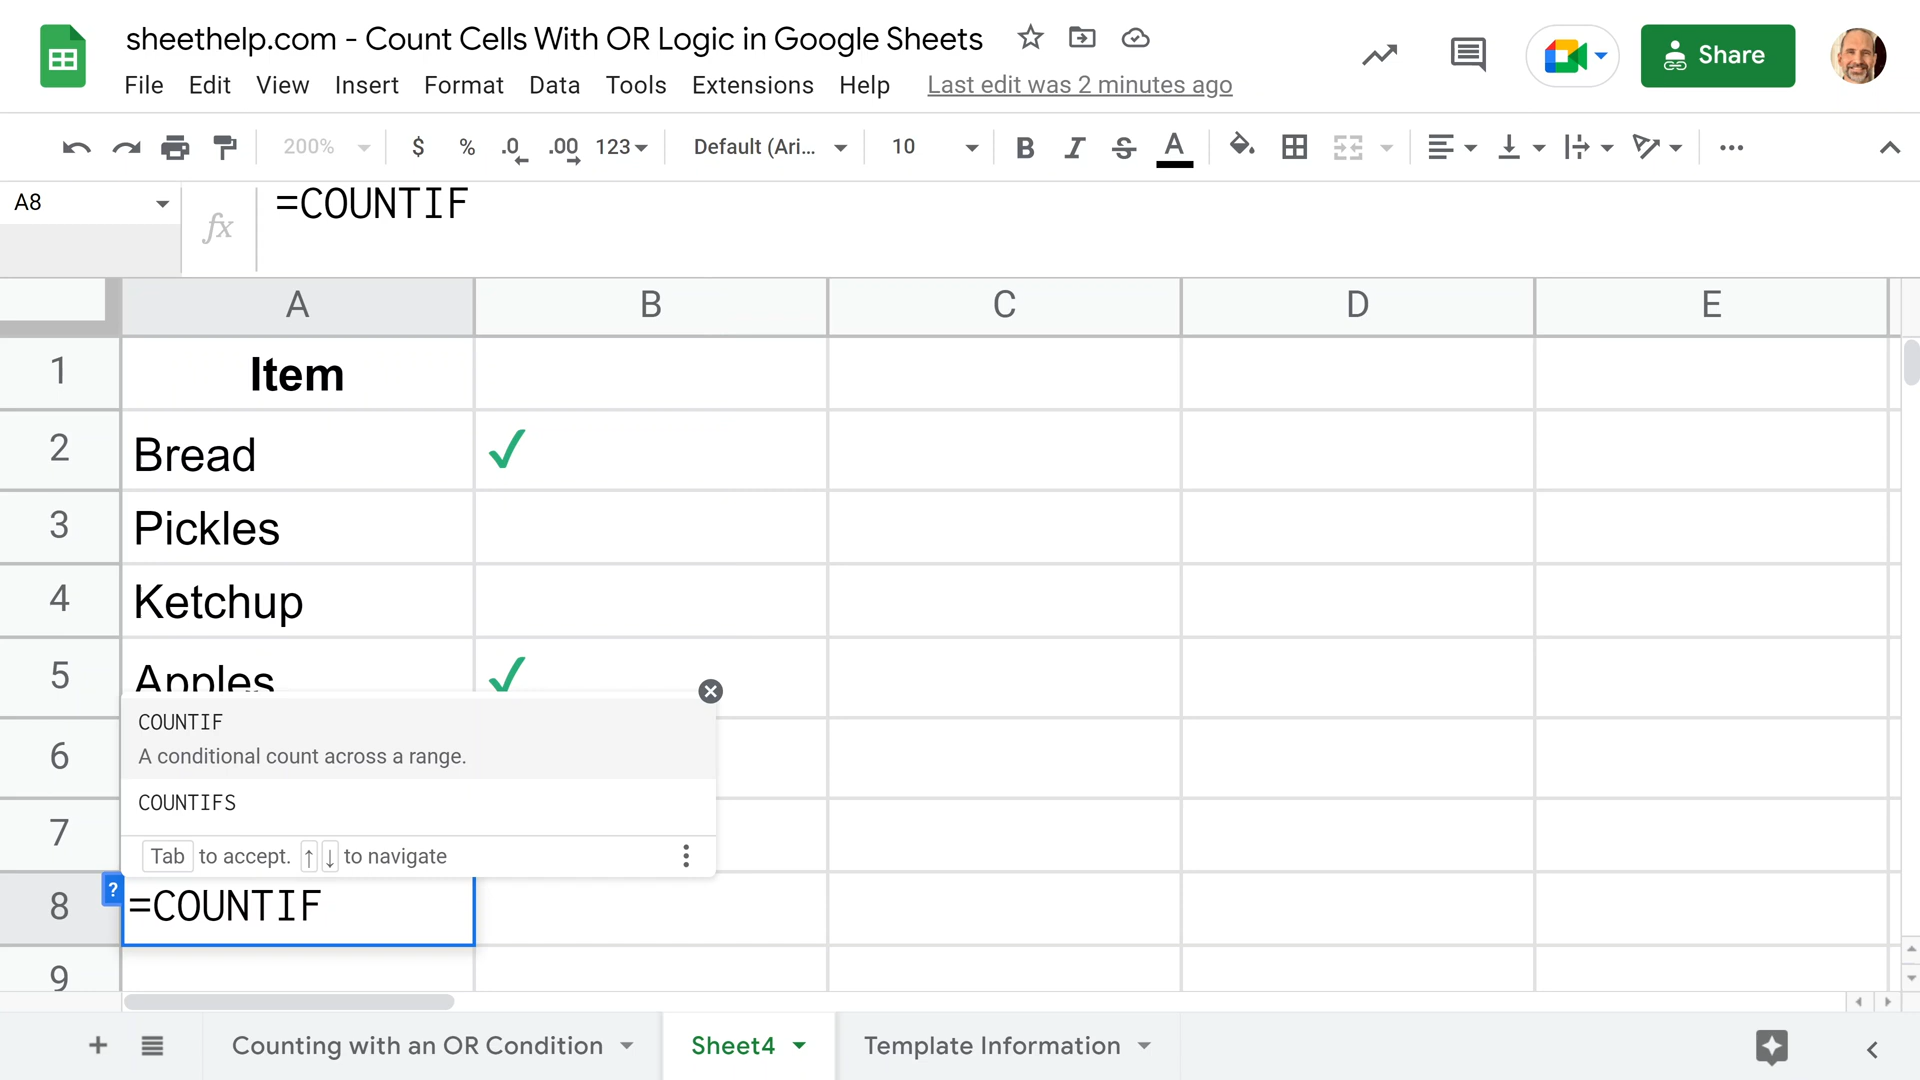 sheethelp.com - Count Cells With OR Logic in Google Sheets
File Edit View Insert Format Data Tools Extensions Help Last edit was 2 minutes ago
Share
200% $ % .0 .00 123 Default (Ari... 10 B I S A
A8
fx =COUNTIF
A B C D E
1 Item
2 Bread ✓
3 Pickles
4 Ketchup
5 Apples ✓
6
7
8 =COUNTIF
9
COUNTIF
A conditional count across a range.
COUNTIFS
Tab to accept. ↑ ↓ to navigate
?
+ Counting with an OR Condition Sheet4 Template Information